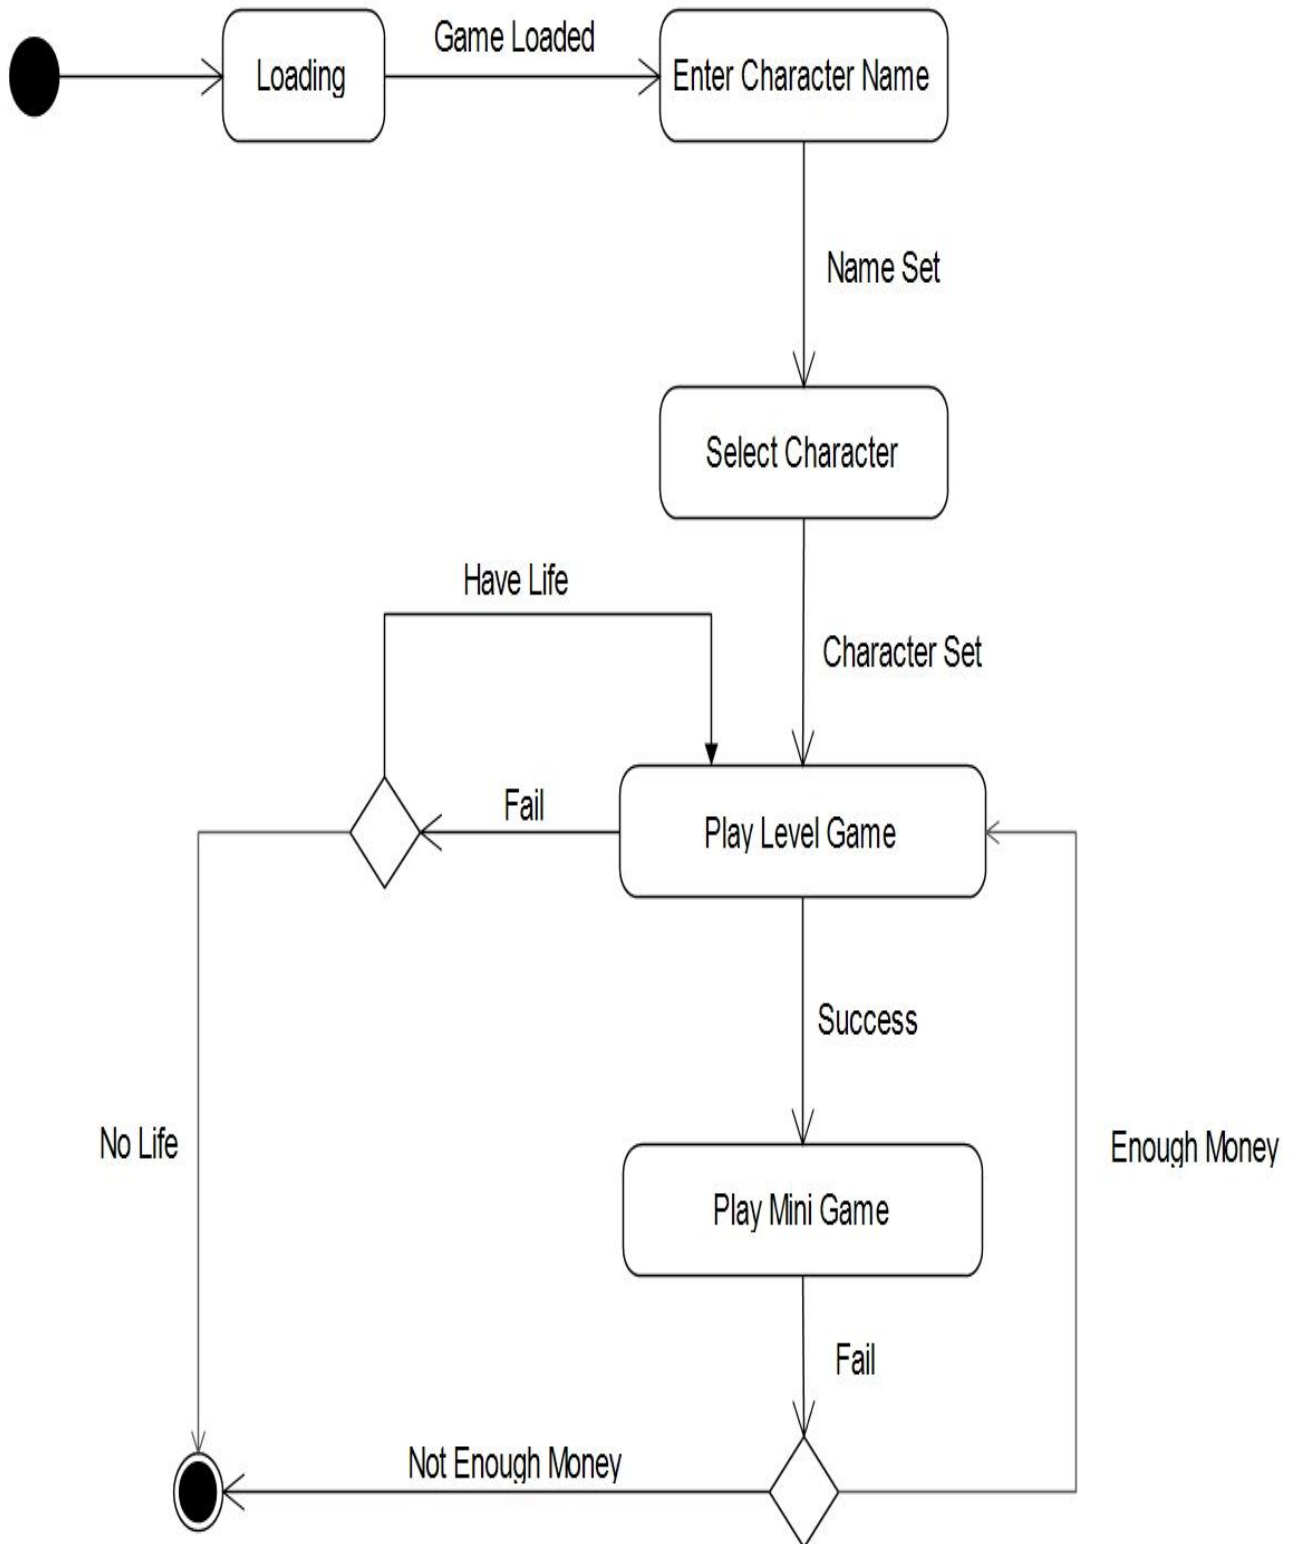 Game Loaded
Loading
Enter Character Name
Name Set
Select Character
Have Life
Character Set
Fail
Play Level Game
Success
No Life
Enough Money
Play Mini Game
Fail
Not Enough Money